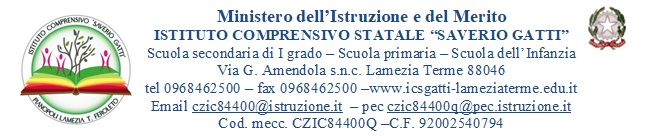 Ministero dell'Istruzione e del Merito
ISTITUTO COMPRENSIVO STATALE "SAVERIO GATTI"
Scuola secondaria di I grado – Scuola primaria – Scuola dell'Infanzia
Via G. Amendola s.n.c. Lamezia Terme 88046
tel 0968462500 – fax 0968462500 –www.icsgatti-lameziaterme.edu.it
Email czic84400@istruzione.it – pec czic84400q@pec.istruzione.it
Cod. mecc. CZIC84400Q –C.F. 92002540794
ISTITUTO COMPRENSIVO "SAVERIO GATTI"
PIANOPOLI LAMEZIA T. FEROLETO